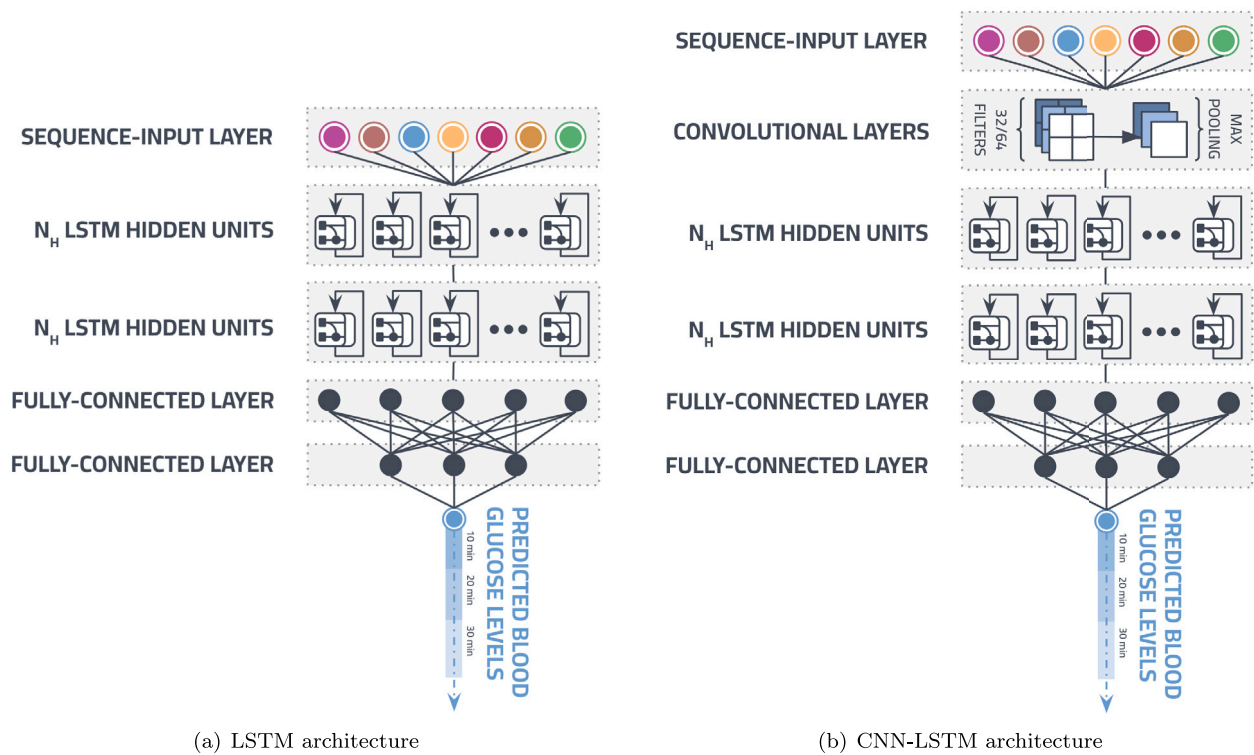 SEQUENCE-INPUT LAYER
N_H LSTM HIDDEN UNITS
N_H LSTM HIDDEN UNITS
FULLY-CONNECTED LAYER
FULLY-CONNECTED LAYER
10 min
20 min
30 min
PREDICTED BLOOD
GLUCOSE LEVELS
(a) LSTM architecture
SEQUENCE-INPUT LAYER
CONVOLUTIONAL LAYERS
32/64
FILTERS
MAX
POOLING
N_H LSTM HIDDEN UNITS
N_H LSTM HIDDEN UNITS
FULLY-CONNECTED LAYER
FULLY-CONNECTED LAYER
10 min
20 min
30 min
PREDICTED BLOOD
GLUCOSE LEVELS
(b) CNN-LSTM architecture